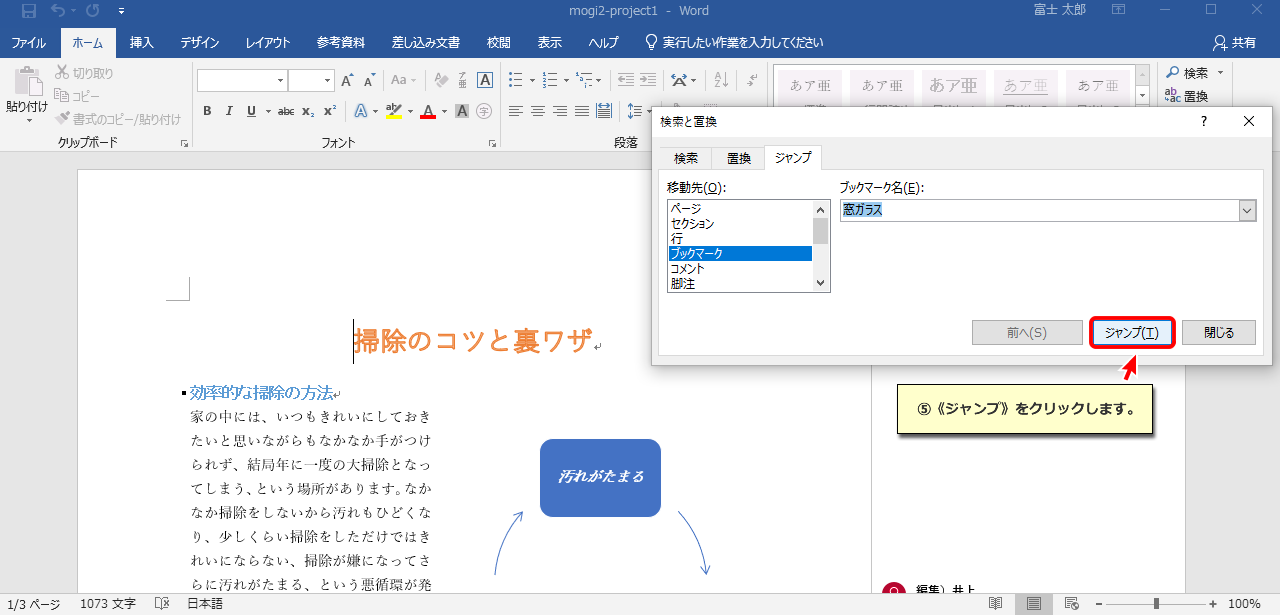 mogi2-project1 - Word
富士 太郎
ファイル ホーム 挿入 デザイン レイアウト 参考資料 差し込み文書 校閲 表示 ヘルプ 実行したい作業を入力してください 共有
貼り付け
切り取り
コピー
書式のコピー/貼り付け
クリップボード
Aa
A
B I U abc x₂ x² A ab A A 字
フォント
段落
あア亜 あア亜 あア亜 あア亜 あア亜
検索
置換
検索と置換
?
検索 置換 ジャンプ
移動先(O):
ページ
セクション
行
ブックマーク
コメント
脚注
ブックマーク名(E):
窓ガラス
前へ(S) ジャンプ(T) 閉じる
⑤《ジャンプ》をクリックします。
掃除のコツと裏ワザ
効率的な掃除の方法
家の中には、いつもきれいにしておき
たいと思いながらもなかなか手がつけ
られず、結局年に一度の大掃除となっ
てしまう、という場所があります。なか
なか掃除をしないから汚れもひどくな
り、少しくらい掃除をしただけではき
れいにならない、掃除が嫌になってさ
らに汚れがたまる、という悪循環が発
汚れがたまる
編集）井上
1/3 ページ 1073 文字 日本語
100%